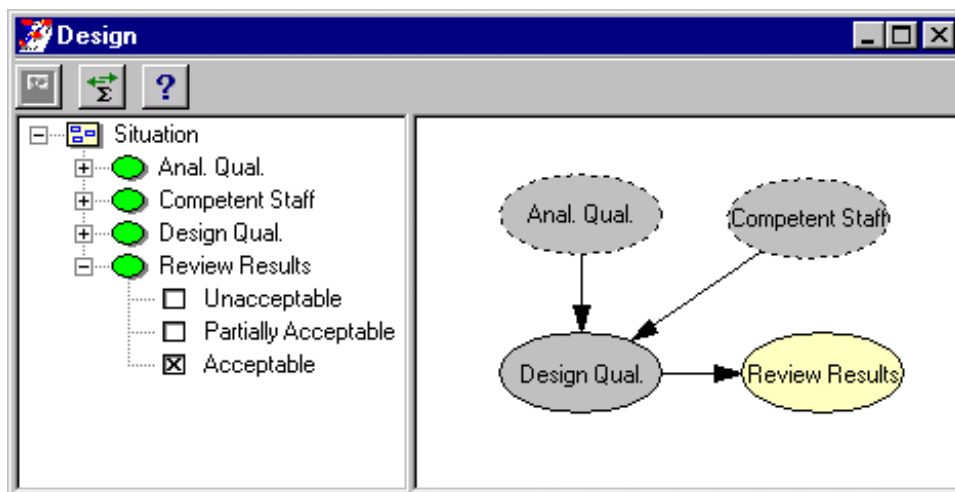 Design
Σ ?
Situation
Anal. Qual.
Competent Staff
Design Qual.
Review Results
Unacceptable
Partially Acceptable
Acceptable
Anal. Qual.
Competent Staff
Design Qual.
Review Results